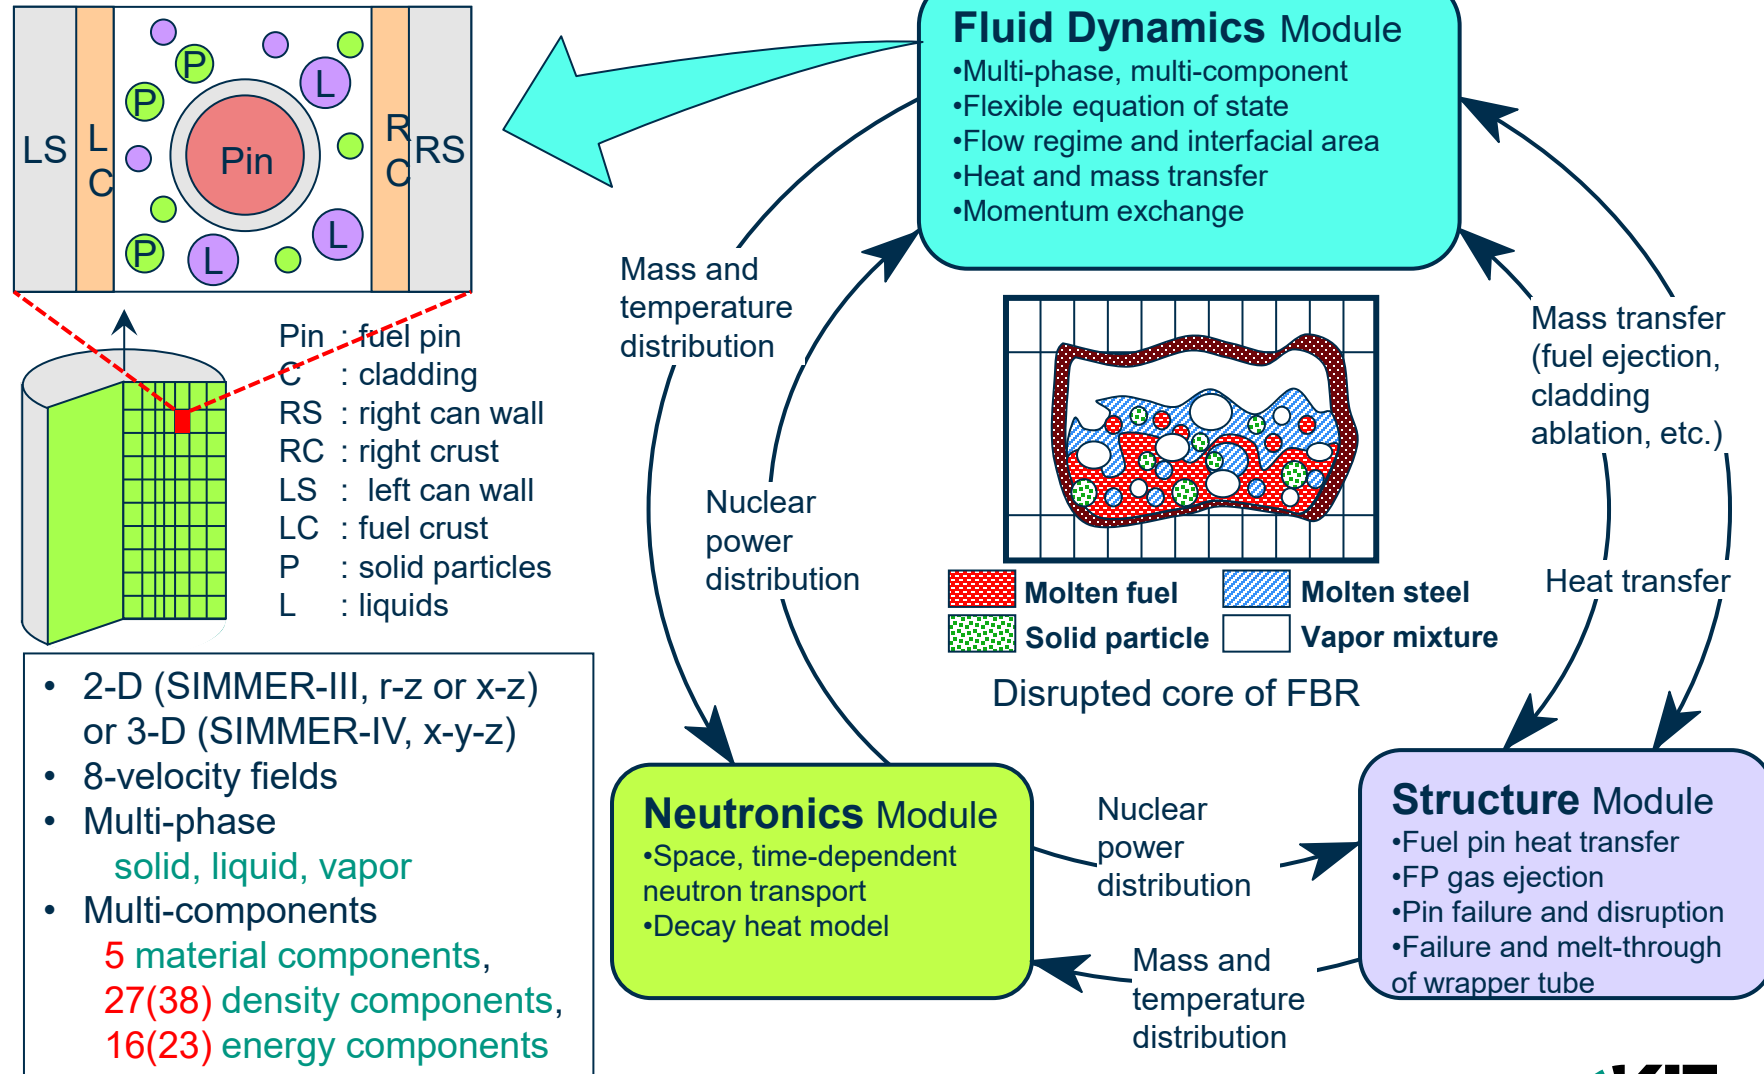 LS
L
C
P
P
P
L
L
L
Pin
R
C
RS
Pin : fuel pin
C : cladding
RS : right can wall
RC : right crust
LS : left can wall
LC : fuel crust
P : solid particles
L : liquids
• 2-D (SIMMER-III, r-z or x-z)
or 3-D (SIMMER-IV, x-y-z)
• 8-velocity fields
• Multi-phase
solid, liquid, vapor
• Multi-components
5 material components,
27(38) density components,
16(23) energy components
Fluid Dynamics Module
•Multi-phase, multi-component
•Flexible equation of state
•Flow regime and interfacial area
•Heat and mass transfer
•Momentum exchange
Mass and
temperature
distribution
Nuclear
power
distribution
Molten fuel
Molten steel
Solid particle
Vapor mixture
Disrupted core of FBR
Mass transfer
(fuel ejection,
cladding
ablation, etc.)
Heat transfer
Neutronics Module
•Space, time-dependent
neutron transport
•Decay heat model
Nuclear
power
distribution
Mass and
temperature
distribution
Structure Module
•Fuel pin heat transfer
•FP gas ejection
•Pin failure and disruption
•Failure and melt-through
of wrapper tube